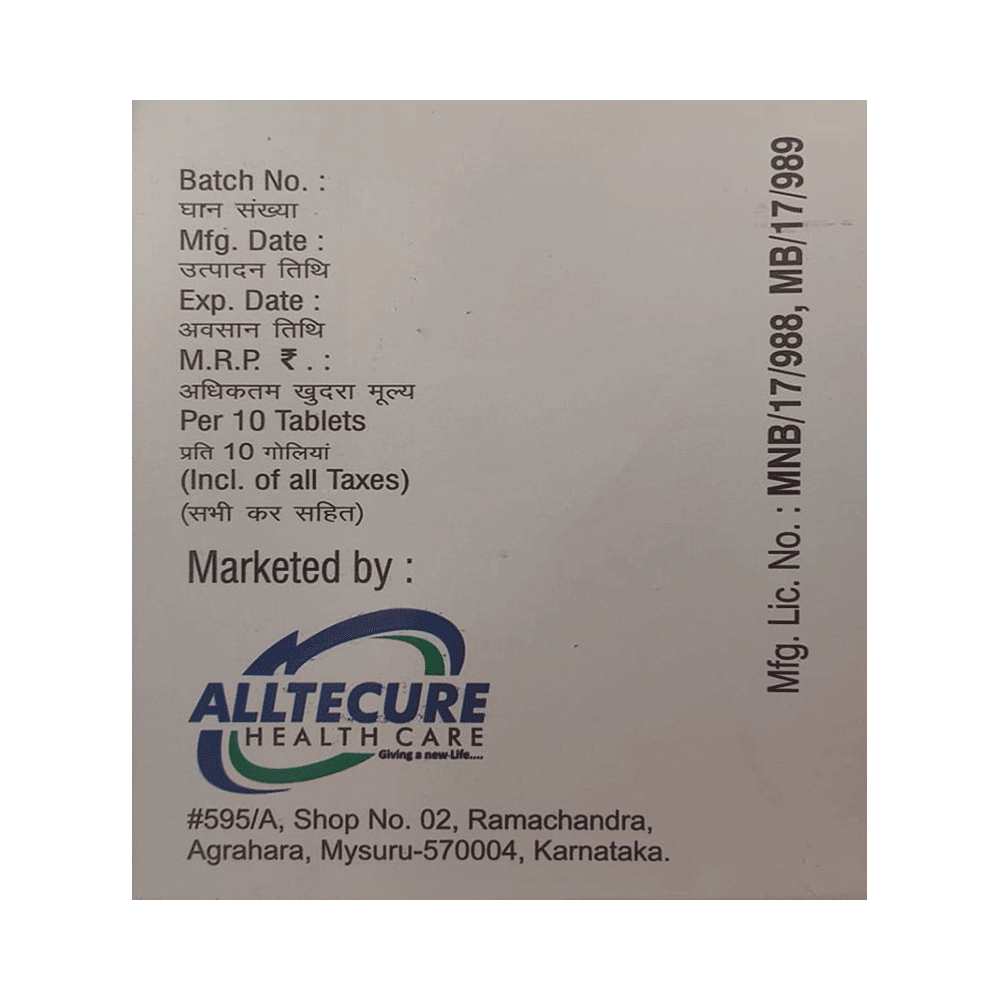 Batch No. :
घान संख्या
Mfg. Date :
उत्पादन तिथि
Exp. Date :
अवसान तिथि
M.R.P. ₹ . :
अधिकतम खुदरा मूल्य
Per 10 Tablets
प्रति 10 गोलियां
(Incl. of all Taxes)
(सभी कर सहित)
Marketed by :
ALLTECURE
HEALTH CARE
Giving a new Life....
#595/A, Shop No. 02, Ramachandra,
Agrahara, Mysuru-570004, Karnataka.
Mfg. Lic. No. : MNB/17/988, MB/17/989